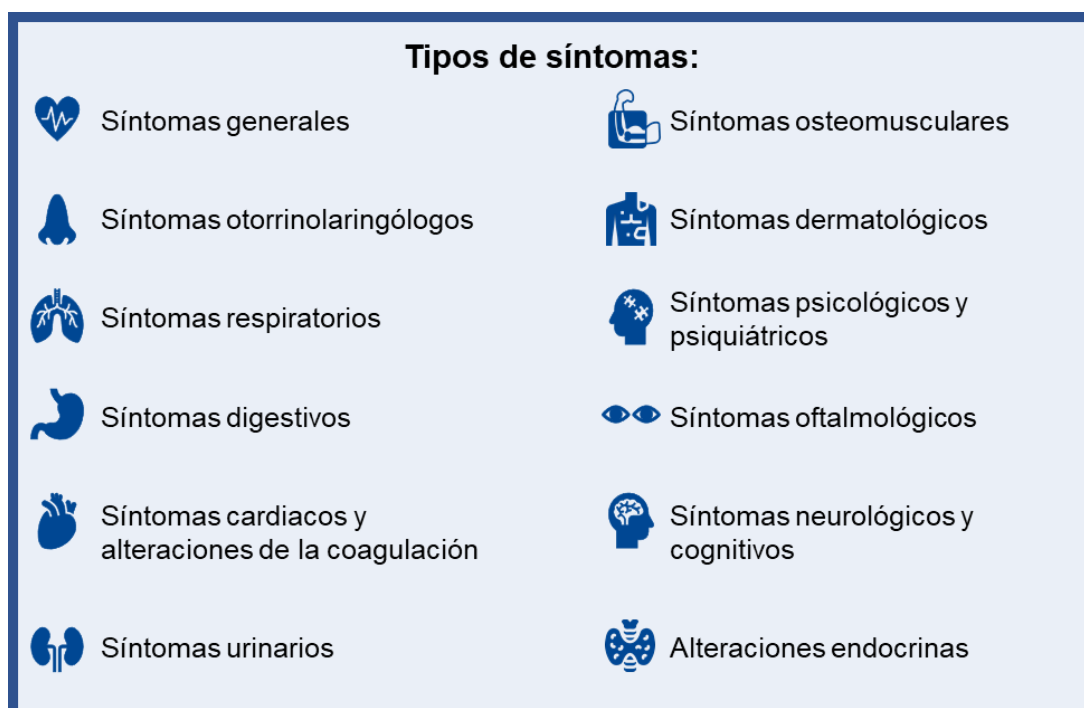 Tipos de síntomas:
Síntomas generales
Síntomas otorrinolaringólogos
Síntomas respiratorios
Síntomas digestivos
Síntomas cardiacos y
alteraciones de la coagulación
Síntomas urinarios
Síntomas osteomusculares
Síntomas dermatológicos
Síntomas psicológicos y
psiquiátricos
Síntomas oftalmológicos
Síntomas neurológicos y
cognitivos
Alteraciones endocrinas